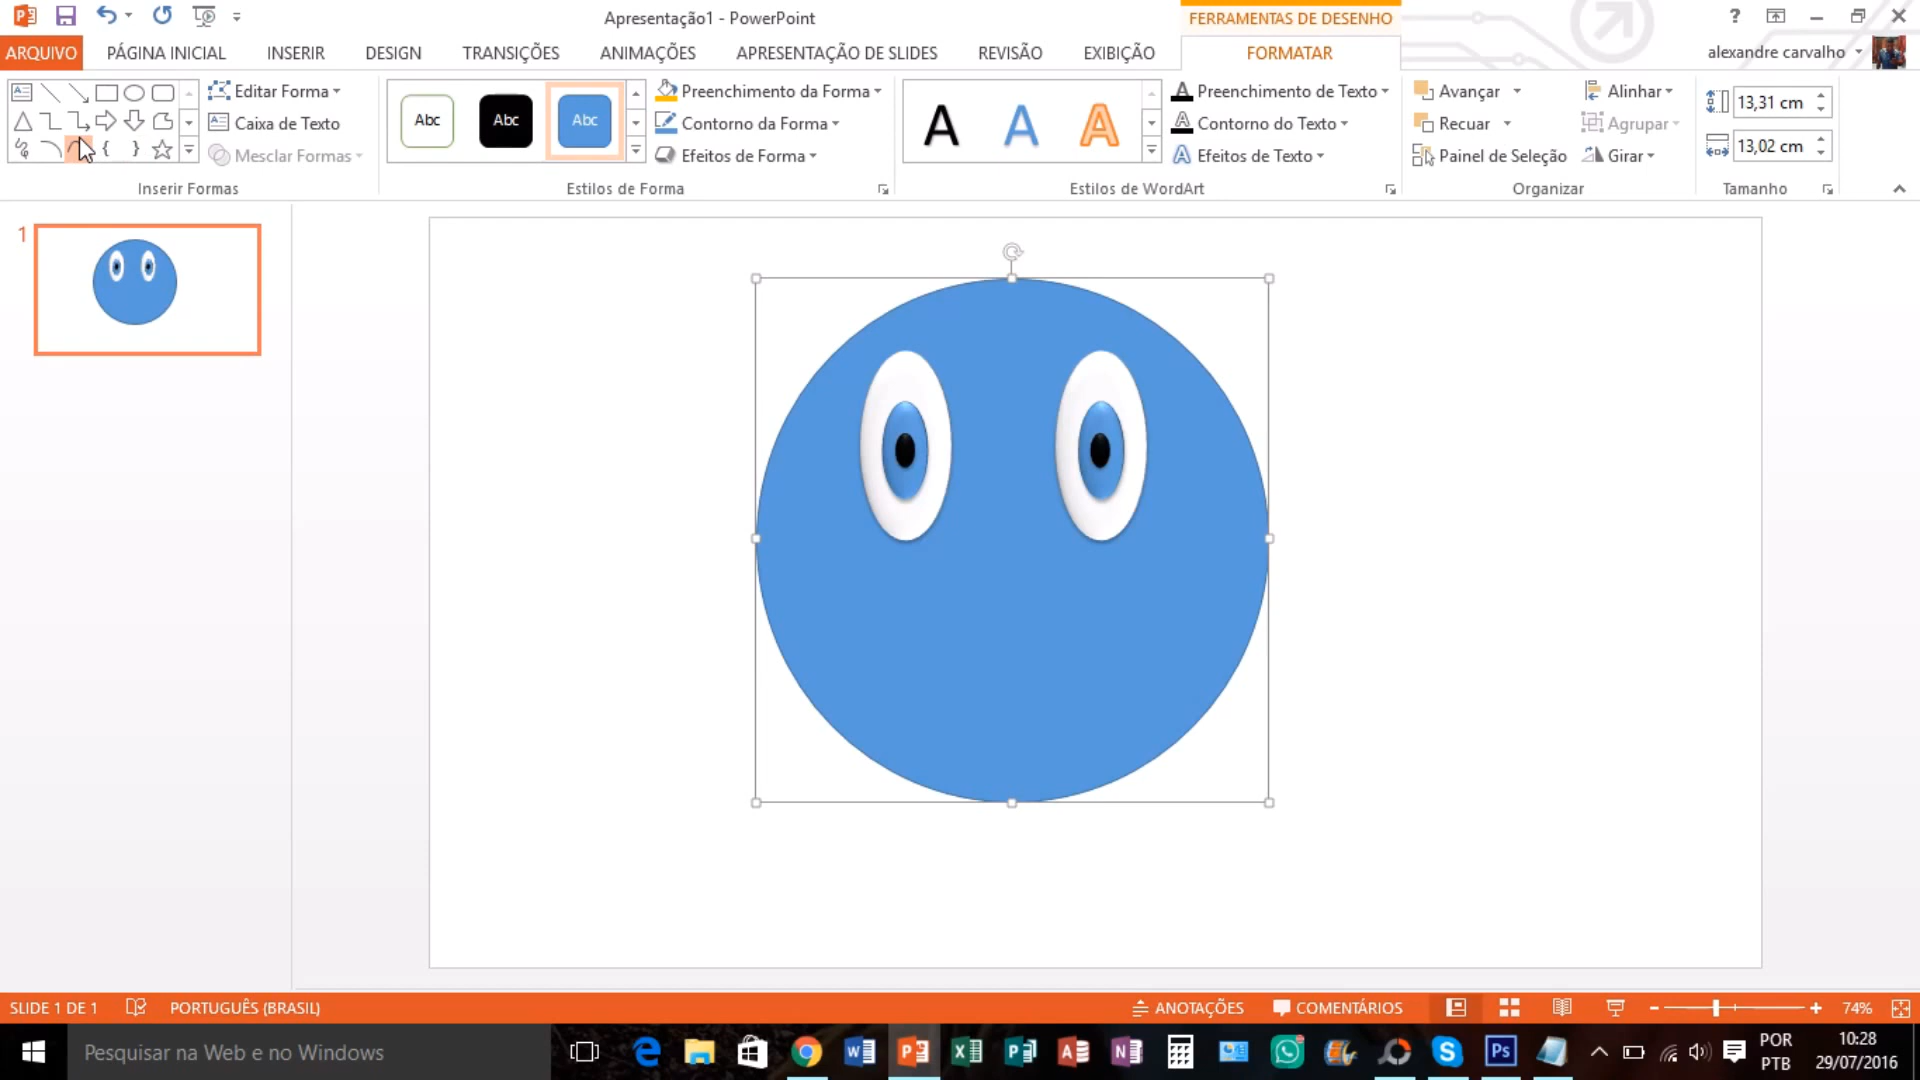 Apresentação1 - PowerPoint
FERRAMENTAS DE DESENHO
?
ARQUIVO PÁGINA INICIAL INSERIR DESIGN TRANSIÇÕES ANIMAÇÕES APRESENTAÇÃO DE SLIDES REVISÃO EXIBIÇÃO FORMATAR alexandre carvalho
Editar Forma
Caixa de Texto
Mesclar Formas
Inserir Formas
Abc Abc Abc
Preenchimento da Forma
Contorno da Forma
Efeitos de Forma
Estilos de Forma
A A A
Preenchimento de Texto
Contorno do Texto
Efeitos de Texto
Estilos de WordArt
Avançar
Recuar
Painel de Seleção
Alinhar
Agrupar
Girar
Organizar
13,31 cm
13,02 cm
Tamanho
1
SLIDE 1 DE 1 PORTUGUÊS (BRASIL) ANOTAÇÕES COMENTÁRIOS 74%
Pesquisar na Web e no Windows
POR
PTB
10:28
29/07/2016